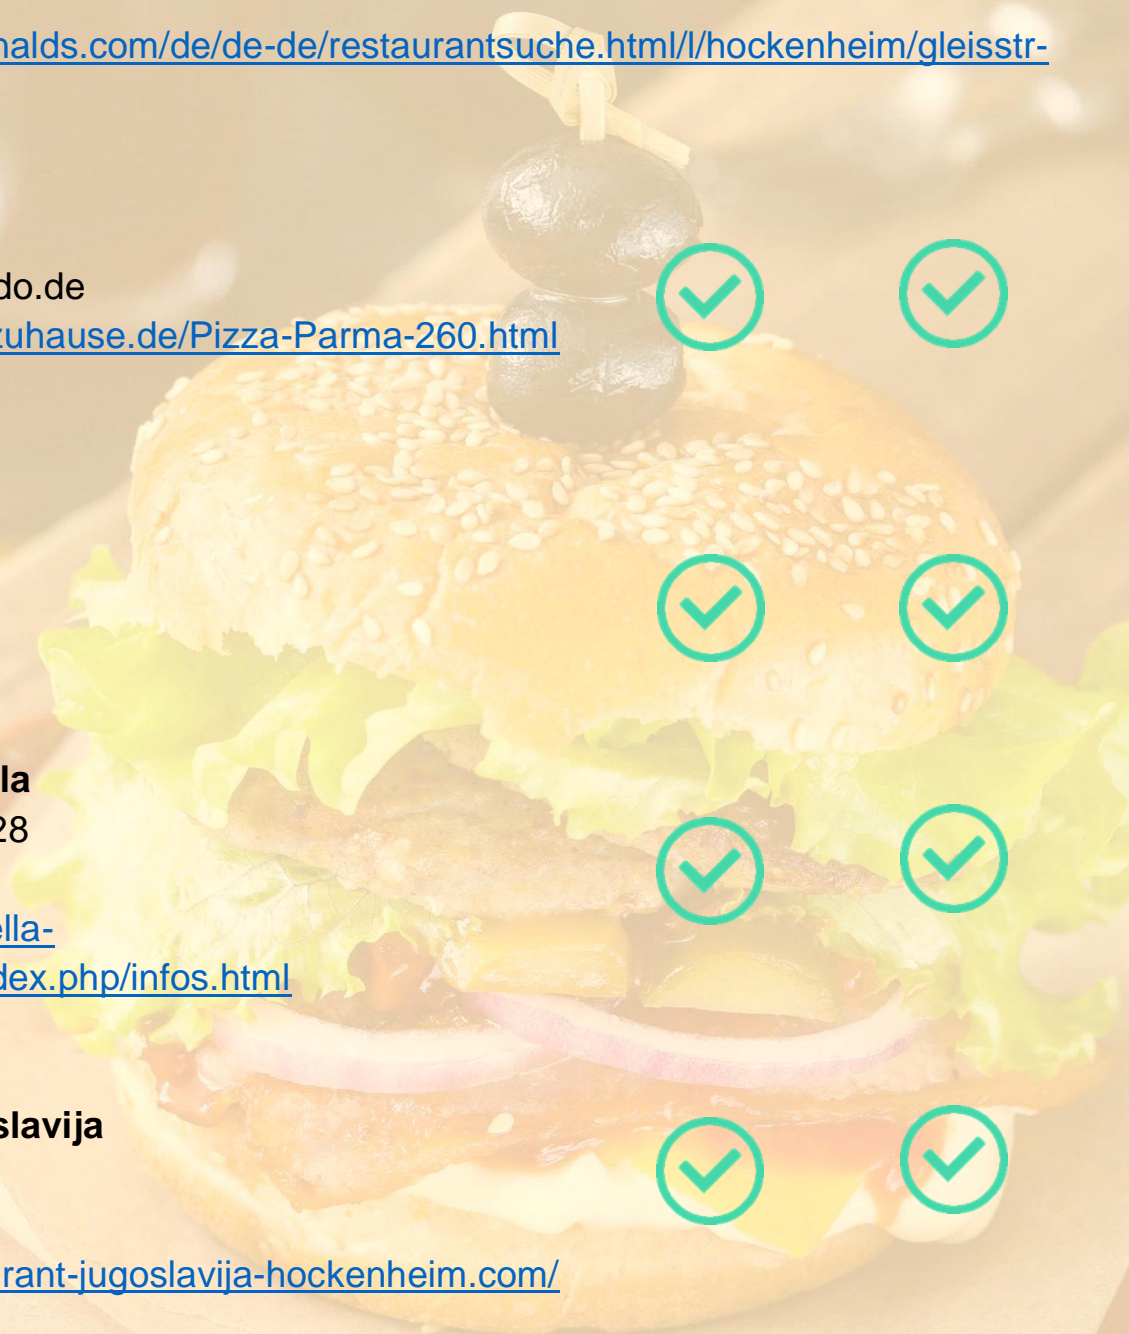 nalds.com/de/de-de/restaurantsuche.html/l/hockenheim/gleisstr-
do.de
zuhause.de/Pizza-Parma-260.html
la
28
ella-
dex.php/infos.html
slavija
rant-jugoslavija-hockenheim.com/